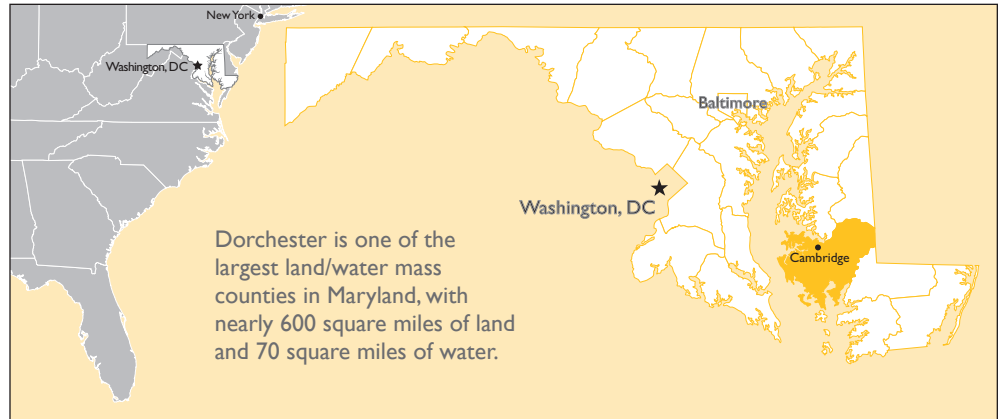 New York
Washington, DC
Baltimore
Washington, DC
Cambridge
Dorchester is one of the
largest land/water mass
counties in Maryland, with
nearly 600 square miles of land
and 70 square miles of water.